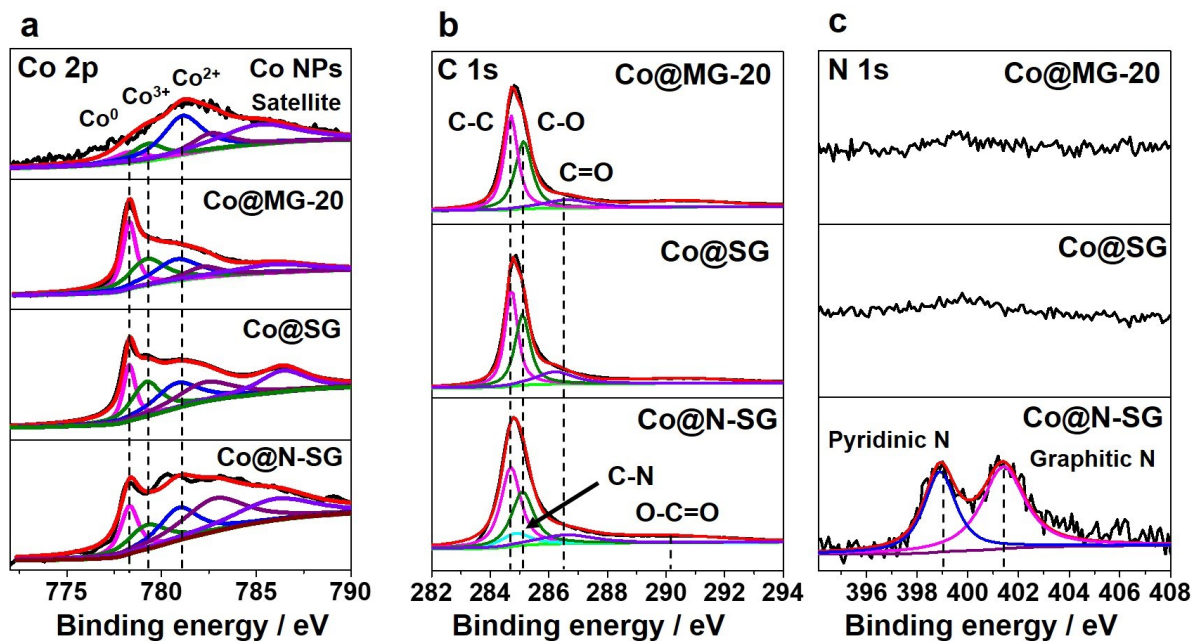 a
Co 2p
Co NPs
Satellite
Co⁰
Co³⁺
Co²⁺
Co@MG-20
Co@SG
Co@N-SG
775
780
785
790
Binding energy / eV
b
C 1s
Co@MG-20
C-C
C-O
C=O
Co@SG
Co@N-SG
C-N
O-C=O
282
284
286
288
290
292
294
Binding energy / eV
c
N 1s
Co@MG-20
Co@SG
Co@N-SG
Pyridinic N
Graphitic N
396
398
400
402
404
406
408
Binding energy / eV